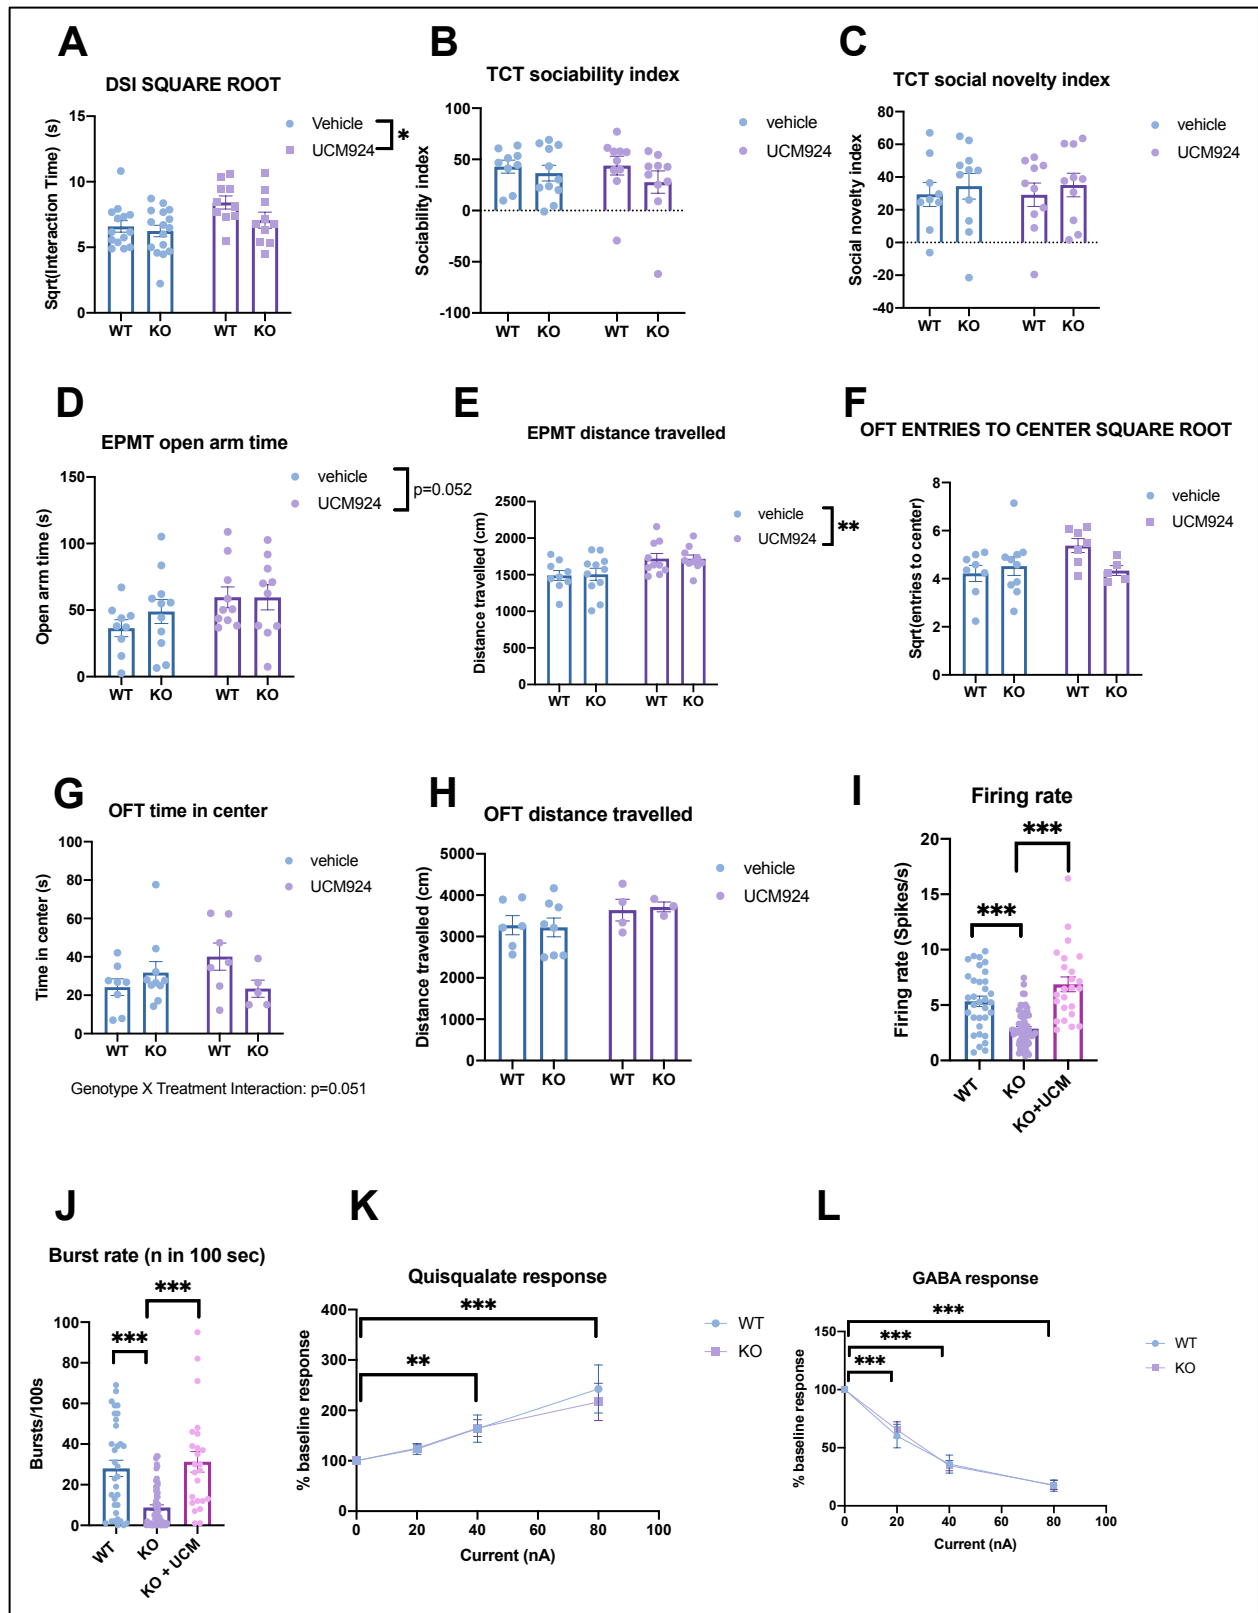 A
DSI SQUARE ROOT
Vehicle
UCM924
*
Sqrt(Interaction Time) (s)
15
10
5
0
WT KO WT KO
B
TCT sociability index
vehicle
UCM924
Sociability index
100
50
0
-50
-100
WT KO WT KO
C
TCT social novelty index
vehicle
UCM924
Social novelty index
80
60
40
20
0
-20
-40
WT KO WT KO
D
EPMT open arm time
vehicle
UCM924
p=0.052
Open arm time (s)
150
100
50
0
WT KO WT KO
E
EPMT distance travelled
vehicle
UCM924
**
Distance travelled (cm)
2500
2000
1500
1000
500
0
WT KO WT KO
F
OFT ENTRIES TO CENTER SQUARE ROOT
vehicle
UCM924
Sqrt(entries to center)
8
6
4
2
0
WT KO WT KO
G
OFT time in center
vehicle
UCM924
Time in center (s)
100
80
60
40
20
0
WT KO WT KO
Genotype X Treatment Interaction: p=0.051
H
OFT distance travelled
vehicle
UCM924
Distance travelled (cm)
5000
4000
3000
2000
1000
0
WT KO WT KO
I
Firing rate
***
***
Firing rate (Spikes/s)
20
15
10
5
0
WT KO KO+UCM
J
Burst rate (n in 100 sec)
***
***
Bursts/100s
100
80
60
40
20
0
WT KO KO + UCM
K
Quisqualate response
***
**
WT
KO
% baseline response
400
300
200
100
0
0 20 40 60 80 100
Current (nA)
L
GABA response
***
***
***
WT
KO
% baseline response
150
100
50
0
0 20 40 60 80 100
Current (nA)